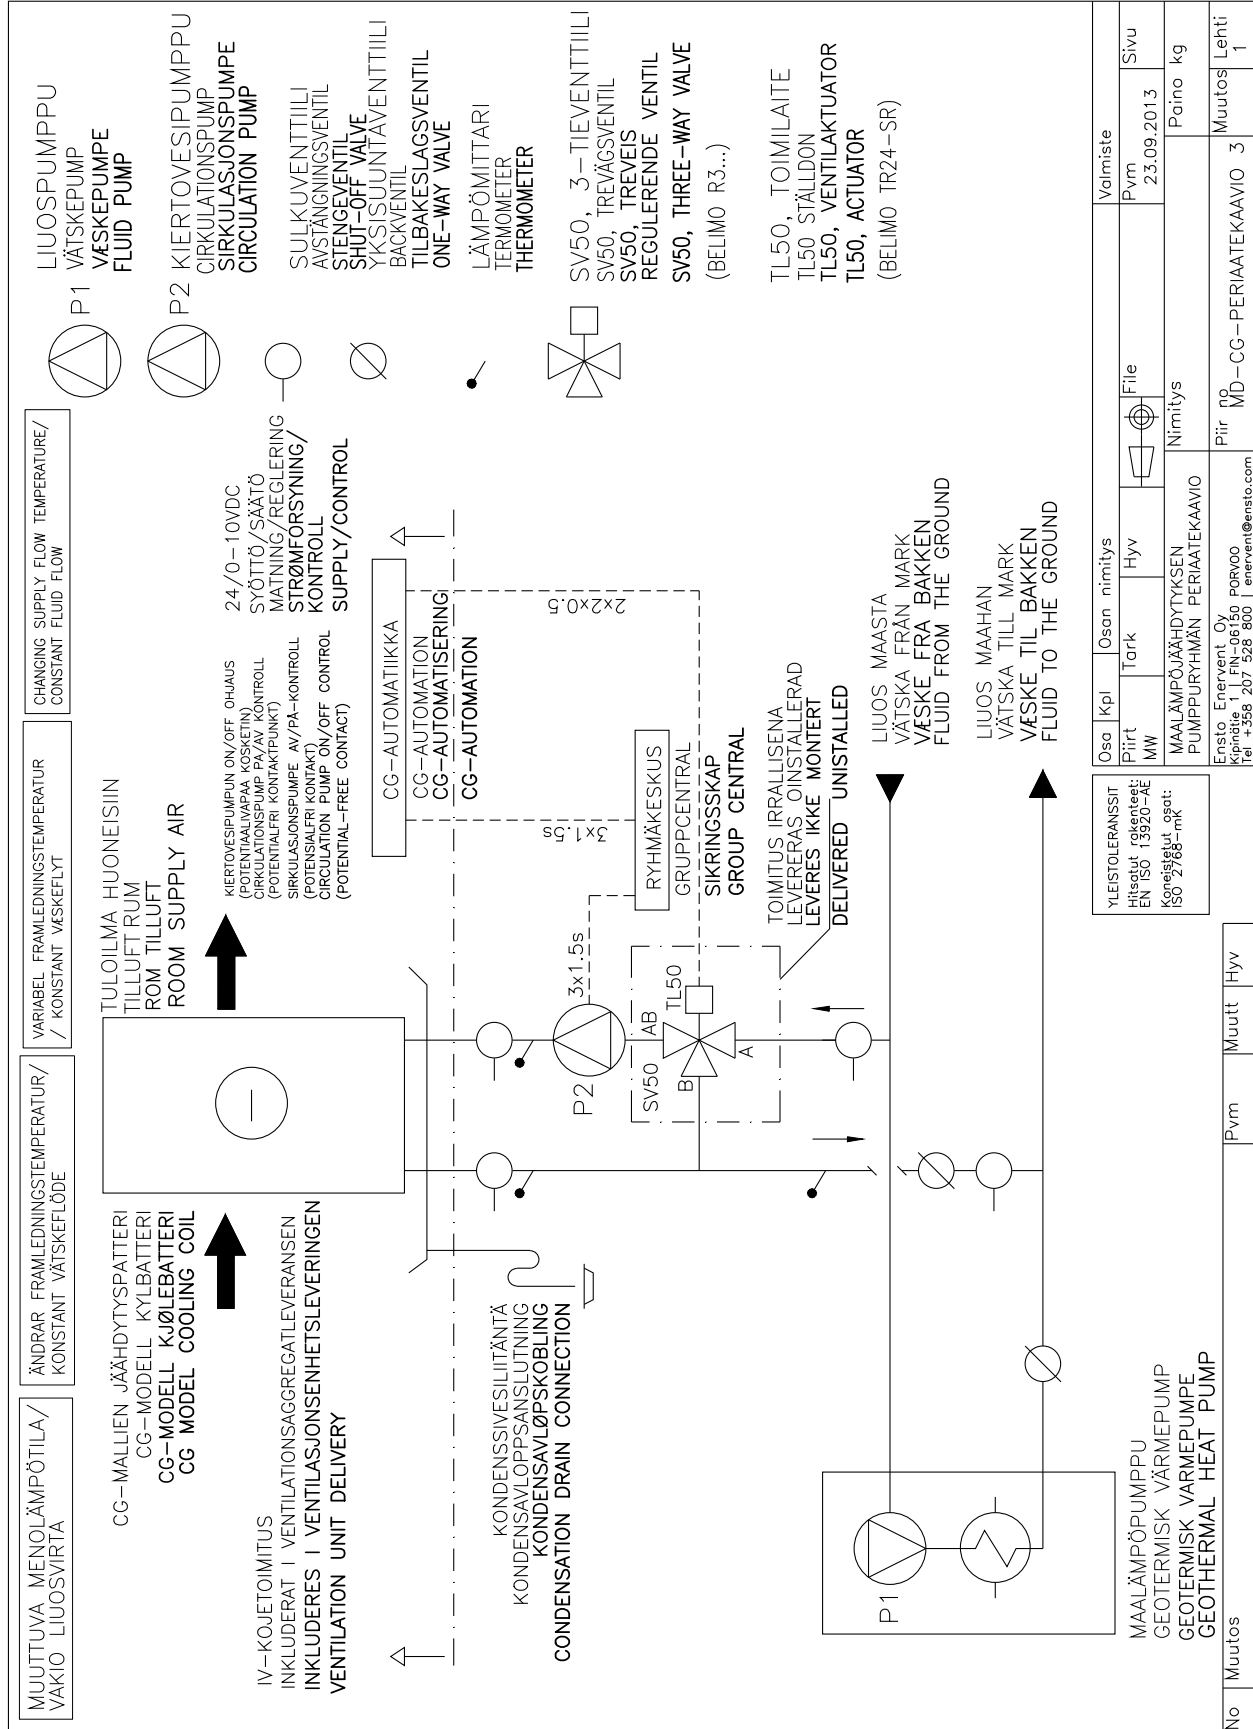 MUUTTUVA MENOLÄMPÖTILA/
VAKIO LIUOSVIRTA
ÄNDRAR FRAMLEDNINGSTEMPERATUR/
KONSTANT VÄTSKEFLÖDE
VARIABEL FRAMLEDNINGSTEMPERATUR
/ KONSTANT VÆSKEFLYT
CHANGING SUPPLY FLOW TEMPERATURE/
CONSTANT FLUID FLOW
CG-MALLIEN JÄÄHDYTYSPATTERI
CG-MODELL KYLBATTERI
CG-MODELL KJØLEBATTERI
CG MODEL COOLING COIL
TULOILMA HUONEISIIN
TILLUFT RUM
ROM TILLUFT
ROOM SUPPLY AIR
KIERTOVESIPUMPUN ON/OFF OHJAUS
(POTENTIAALIVAPAA KOSKETIN)
CIRKULATIONSPUMP PÅ/AV KONTROLL
(POTENTIALFRI KONTAKTPUNKT)
SIRKULASJONSPUMPE AV/PÅ-KONTROLL
(POTENSIALFRI KONTAKT)
CIRCULATION PUMP ON/OFF CONTROL
(POTENTIAL-FREE CONTACT)
24/0-10VDC
SYÖTTÖ/SÄÄTÖ
MATNING/REGLERING
STRØMFORSYNING/
KONTROLL
SUPPLY/CONTROL
IV-KOJETOIMITUS
INKLUDERAT I VENTILATIONSAGGREGATLEVERANSEN
INKLUDERES I VENTILASJONSENHETSLEVERINGEN
VENTILATION UNIT DELIVERY
CG-AUTOMATIIKKA
CG-AUTOMATION
CG-AUTOMATISERING
CG-AUTOMATION
KONDENSSIVESILIITÄNTÄ
KONDENSAVLOPPSANSLUTNING
KONDENSAVLØPSKOBLING
CONDENSATION DRAIN CONNECTION
P2
3x1.5s
3x1.5s
2x2x0.5
RYHMÄKESKUS
GRUPPCENTRAL
SIKRINGSSKAP
GROUP CENTRAL
SV50
AB
TL50
B
A
TOIMITUS IRRALLISENA
LEVERERAS OINSTALLERAD
LEVERES IKKE MONTERT
DELIVERED UNISTALLED
LIUOS MAASTA
VÄTSKA FRÅN MARK
VÆSKE FRA BAKKEN
FLUID FROM THE GROUND
LIUOS MAAHAN
VÄTSKA TILL MARK
VÆSKE TIL BAKKEN
FLUID TO THE GROUND
P1
MAALÄMPÖPUMPPU
GEOTERMISK VÄRMEPUMP
GEOTERMISK VARMEPUMPE
GEOTHERMAL HEAT PUMP
P1
LIUOSPUMPPU
VÄTSKEPUMP
VÆSKEPUMPE
FLUID PUMP
P2 KIERTOVESIPUMPPU
CIRKULATIONSPUMP
SIRKULASJONSPUMPE
CIRCULATION PUMP
SULKUVENTTIILI
AVSTÄNGNINGSVENTIL
STENGEVENTIL
SHUT-OFF VALVE
YKSISUUNTAVENTTIILI
BACKVENTIL
TILBAKESLAGSVENTIL
ONE-WAY VALVE
LÄMPÖMITTARI
TERMOMETER
THERMOMETER
SV50, 3-TIEVENTTIILI
SV50, TREVÄGSVENTIL
SV50, TREVEIS
REGULERENDE VENTIL
SV50, THREE-WAY VALVE
(BELIMO R3...)
TL50, TOIMILAITE
TL50 STÄLLDON
TL50, VENTILAKTUATOR
TL50, ACTUATOR
(BELIMO TR24-SR)
No
Muutos
Pvm
Muutt
Hyv
YLEISTOLERANSSIT
Hitsatut rakenteet:
EN ISO 13920-AE
Koneistetut osat:
ISO 2768-mK
Osa
Kpl
Osan nimitys
Valmiste
Piirt
MW
Tark
Hyv
File
Pvm
23.09.2013
Sivu
MAALÄMPÖJÄÄHDYTYKSEN
PUMPPURYHMÄN PERIAATEKAAVIO
Nimitys
Paino kg
Ensto Enervent Oy
Kipinätie 1 | FIN-06150 PORVOO
Tel +358 207 528 800 | enervent@ensto.com
Piir no
MD-CG-PERIAATEKAAVIO 3
Muutos
Lehti
1